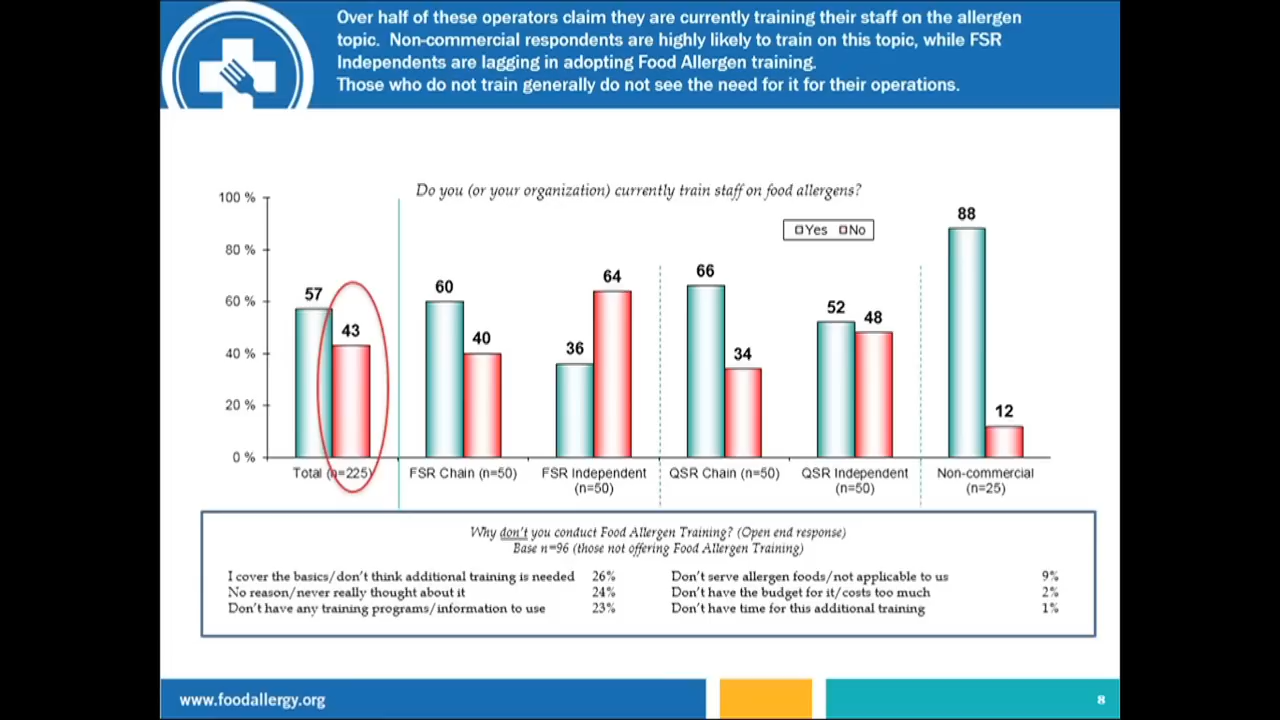 Over half of these operators claim they are currently training their staff on the allergen
topic. Non-commercial respondents are highly likely to train on this topic, while FSR
Independents are lagging in adopting Food Allergen training.
Those who do not train generally do not see the need for it for their operations.
Do you (or your organization) currently train staff on food allergens?
100 %
80 %
60 %
40 %
20 %
0 %
Yes No
57
43
60
40
36
64
66
34
52
48
88
12
Total (n=225)
FSR Chain (n=50)
FSR Independent
(n=50)
QSR Chain (n=50)
QSR Independent
(n=50)
Non-commercial
(n=25)
Why don't you conduct Food Allergen Training? (Open end response)
Base n=96 (those not offering Food Allergen Training)
I cover the basics/don't think additional training is needed 26%
No reason/never really thought about it 24%
Don't have any training programs/information to use 23%
Don't serve allergen foods/not applicable to us 9%
Don't have the budget for it/costs too much 2%
Don't have time for this additional training 1%
www.foodallergy.org
8